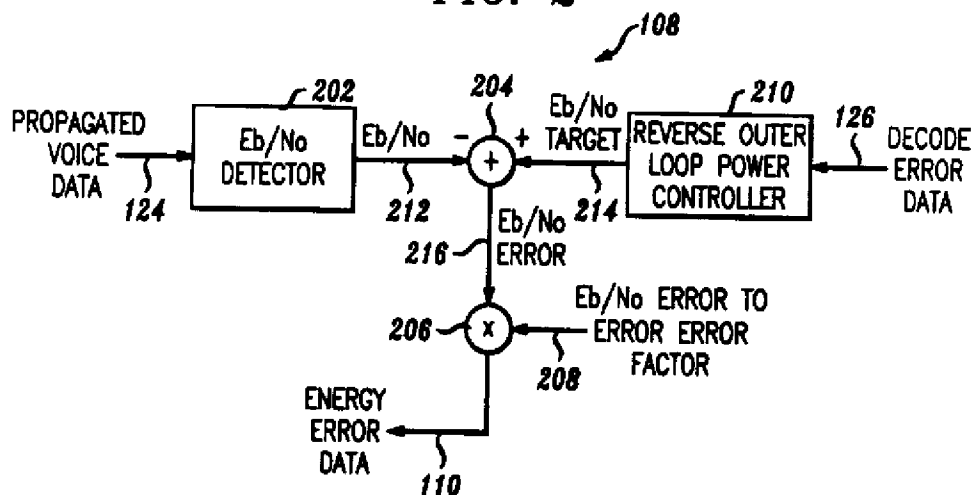 FIG. 2
108
202
204
210
PROPAGATED
VOICE
DATA
124
Eb/No
DETECTOR
Eb/No
212
-
+
+
Eb/No
TARGET
214
REVERSE OUTER
LOOP POWER
CONTROLLER
126
DECODE
ERROR
DATA
216
Eb/No
ERROR
206
x
Eb/No ERROR TO
ERROR ERROR
FACTOR
208
ENERGY
ERROR
DATA
110